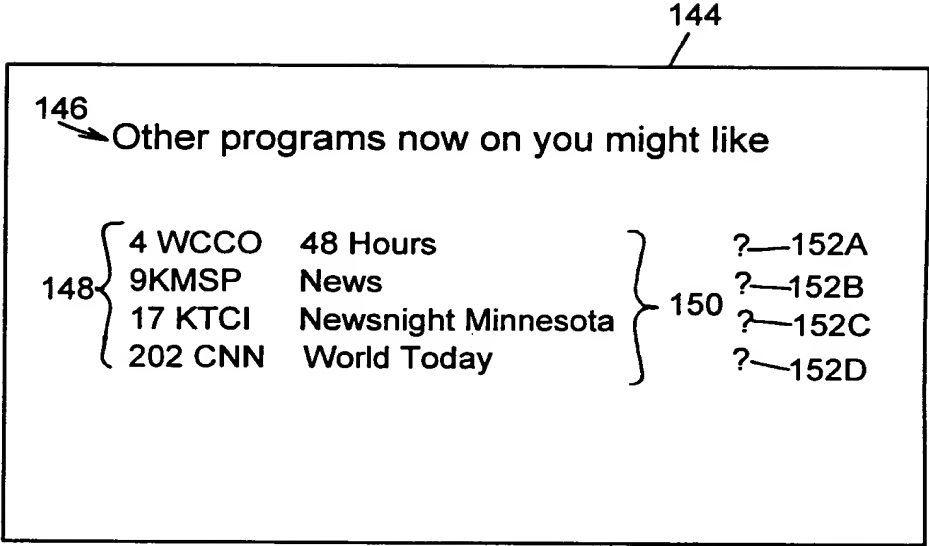 144
146
Other programs now on you might like
4 WCCO 48 Hours ?—152A
9KMSP News ?—152B
148 150
17 KTCI Newsnight Minnesota ?—152C
202 CNN World Today ?—152D